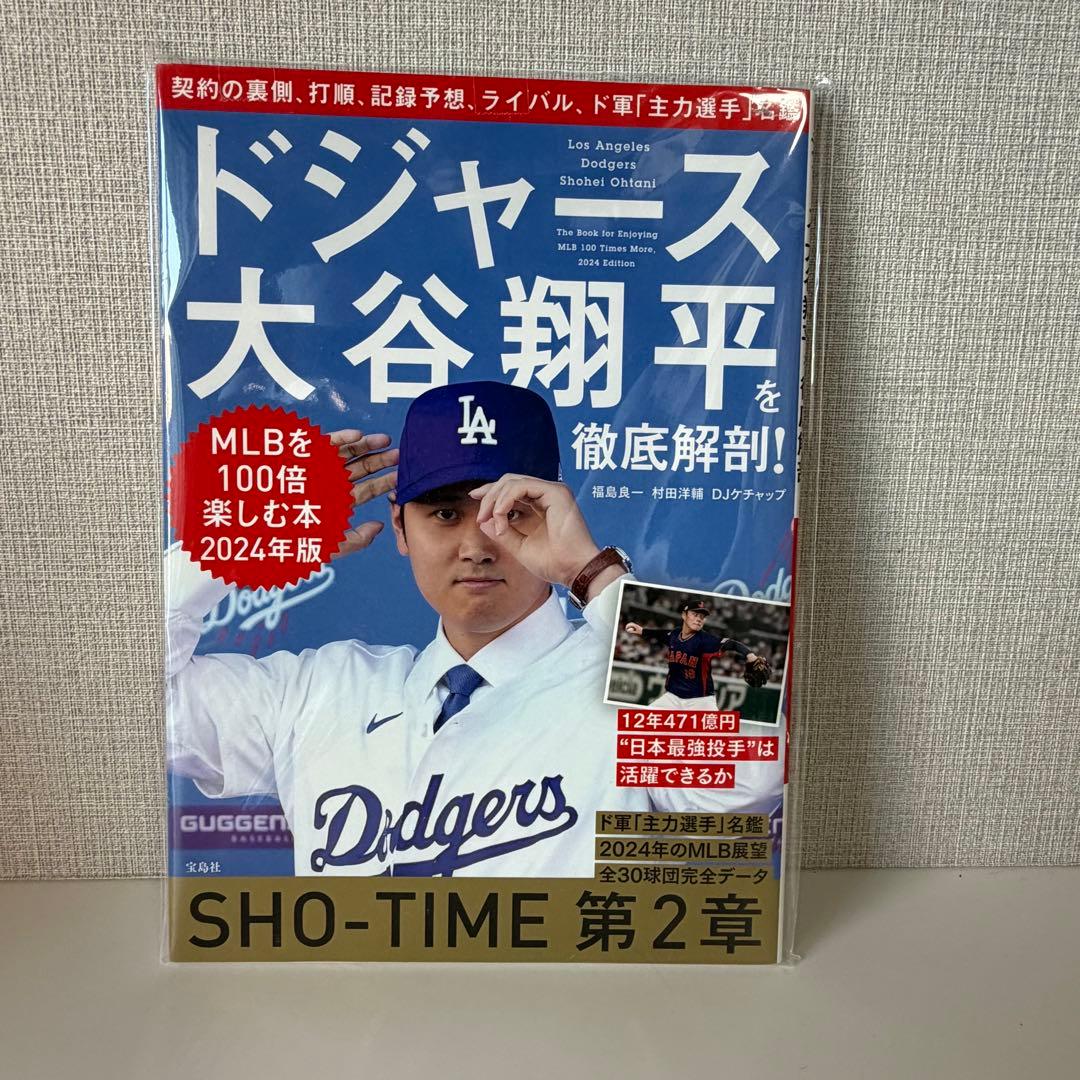 契約の裏側、打順、記録予想、ライバル、ド軍「主力選手」名鑑
ドジャース
Los Angeles
Dodgers
Shohei Ohtani
The Book for Enjoying
MLB 100 Times More,
2024 Edition
大谷翔平を
徹底解剖!
福島良一 村田洋輔 DJケチャップ
MLBを
100倍
楽しむ本
2024年版
LA
Dodgers
JAPAN
12年471億円
“日本最強投手”は
活躍できるか
Dodgers
GUGGEN
BASEBALL
ド軍「主力選手」名鑑
2024年のMLB展望
全30球団完全データ
宝島社
SHO-TIME 第2章